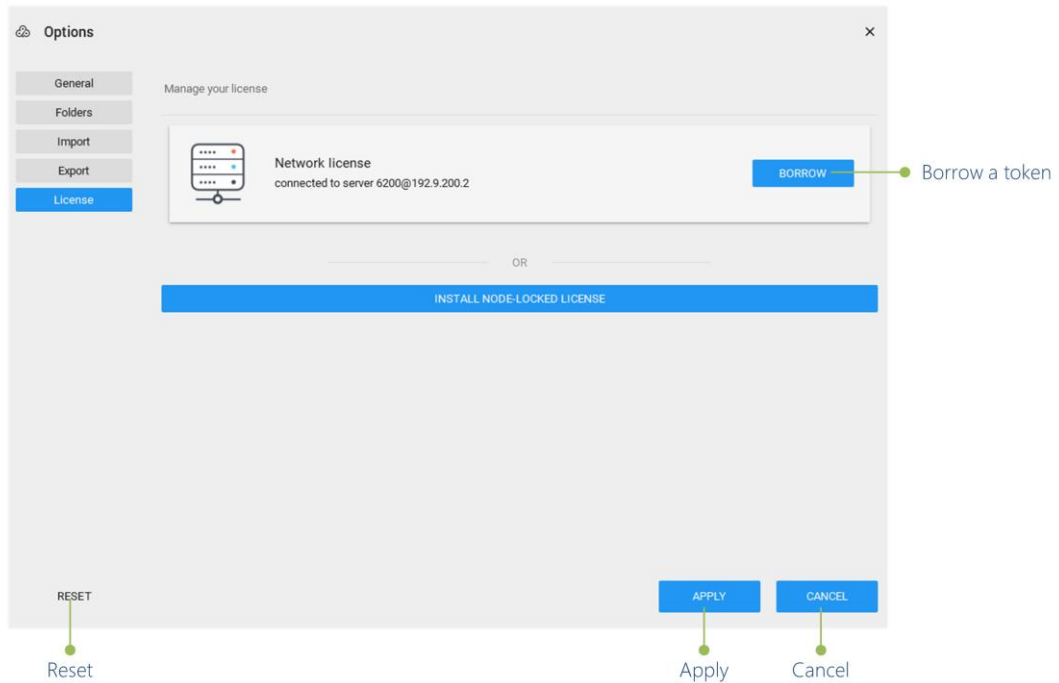 Options
General
Folders
Import
Export
License
Manage your license
Network license
connected to server 6200@192.9.200.2
BORROW
Borrow a token
OR
INSTALL NODE-LOCKED LICENSE
RESET
APPLY
CANCEL
Reset
Apply
Cancel